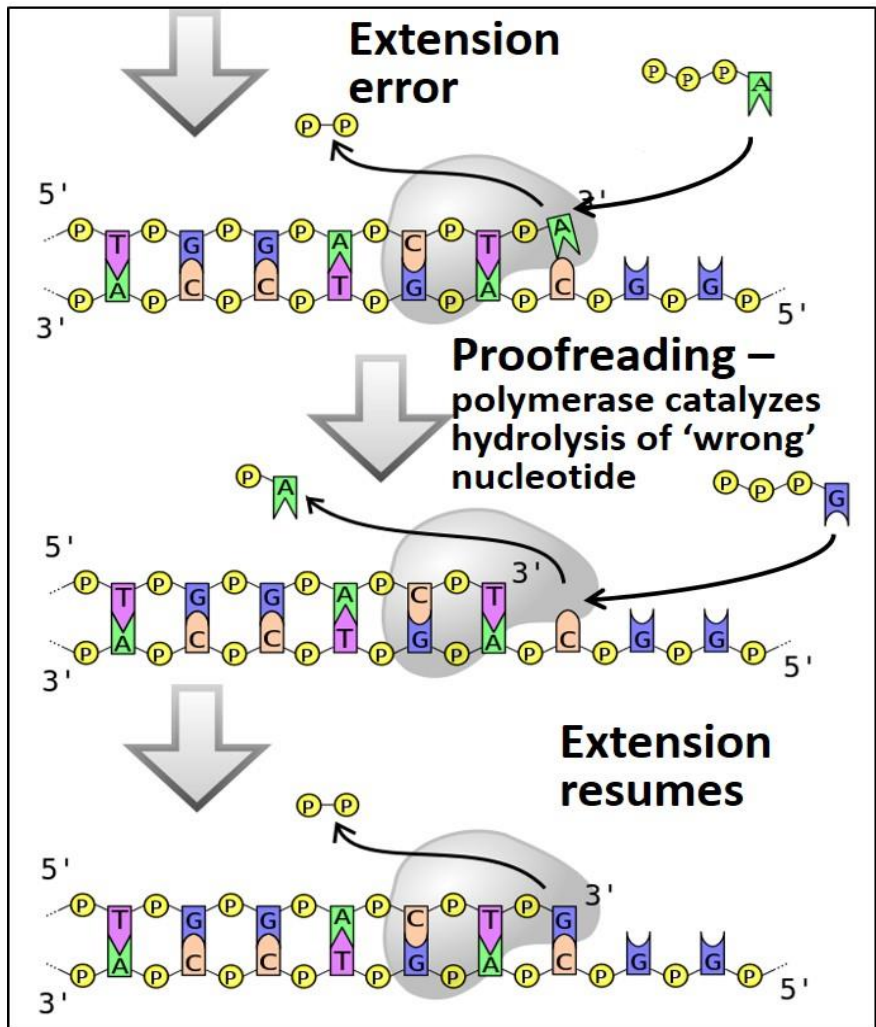 Extension
error
P P P A
P-P
5' 3'
P T P G P G P A P C P T P A
P A P C P C P T P G P A P C P G P G P
3' 5'
Proofreading –
polymerase catalyzes
hydrolysis of ‘wrong’
nucleotide
P A
P P P G
5' 3'
P T P G P G P A P C P T
P A P C P C P T P G P A P C P G P G P
3' 5'
Extension
resumes
P-P
5' 3'
P T P G P G P A P C P T P G
P A P C P C P T P G P A P C P G P G P
3' 5'